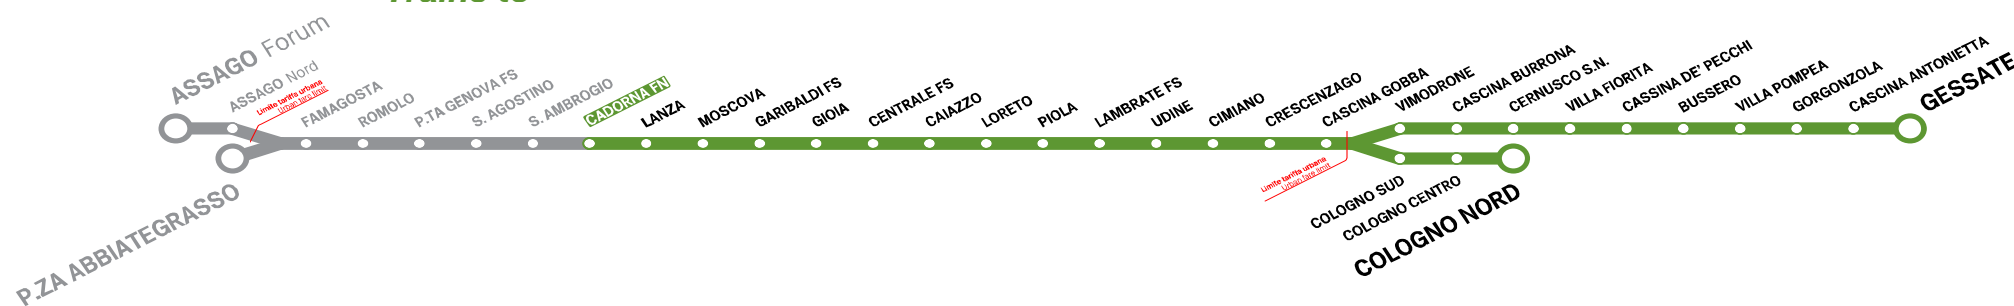 Trains to
ASSAGO Forum
ASSAGO Nord
Limite tariffa urbana
Urban fare limit
P.ZA ABBIATEGRASSO
FAMAGOSTA
ROMOLO
P.TA GENOVA FS
S. AGOSTINO
S. AMBROGIO
CADORNA FN
LANZA
MOSCOVA
GARIBALDI FS
GIOIA
CENTRALE FS
CAIAZZO
LORETO
PIOLA
LAMBRATE FS
UDINE
CIMIANO
CRESCENZAGO
CASCINA GOBBA
Limite tariffa urbana
Urban fare limit
VIMODRONE
CASCINA BURRONA
CERNUSCO S.N.
VILLA FIORITA
CASSINA DE' PECCHI
BUSSERO
VILLA POMPEA
GORGONZOLA
CASCINA ANTONIETTA
GESSATE
COLOGNO SUD
COLOGNO CENTRO
COLOGNO NORD